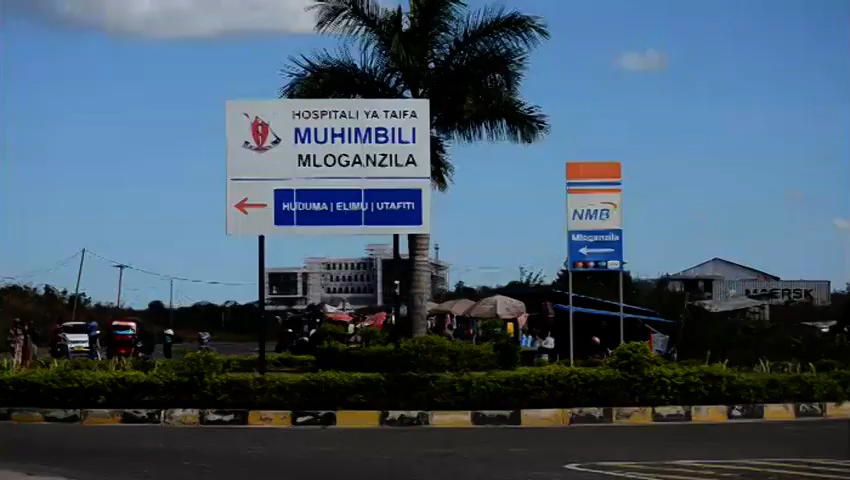 HOSPITALI YA TAIFA
MUHIMBILI
MLOGANZILA
HUDUMA | ELIMU | UTAFITI
NMB
Mloganzila
MAERSK